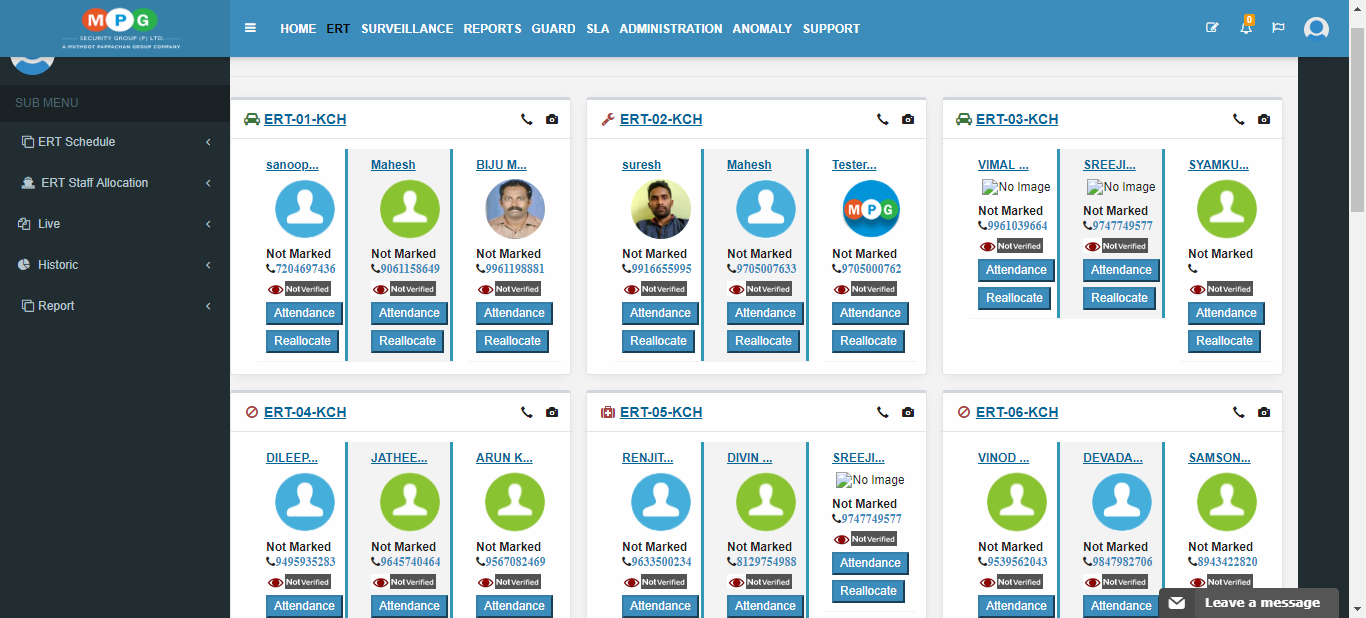 MPG
SECURITY GROUP (P) LTD.
A MUTHOOT PAPPACHAN GROUP COMPANY
HOME ERT SURVEILLANCE REPORTS GUARD SLA ADMINISTRATION ANOMALY SUPPORT
0
SUB MENU
ERT Schedule
ERT Staff Allocation
Live
Historic
Report
ERT-01-KCH
sanoop...
Not Marked
7204697436
Not Verified
Attendance
Reallocate
Mahesh
Not Marked
9061158649
Not Verified
Attendance
Reallocate
BIJU M...
Not Marked
9961198881
Not Verified
Attendance
Reallocate
ERT-02-KCH
suresh
Not Marked
9916655995
Not Verified
Attendance
Reallocate
Mahesh
Not Marked
9705007633
Not Verified
Attendance
Reallocate
Tester...
MPG
Not Marked
9705000762
Not Verified
Attendance
Reallocate
ERT-03-KCH
VIMAL ...
No Image
Not Marked
9961039664
Not Verified
Attendance
Reallocate
SREEJI...
No Image
Not Marked
9747749577
Not Verified
Attendance
Reallocate
SYAMKU...
Not Marked
Not Verified
Attendance
Reallocate
ERT-04-KCH
DILEEP...
Not Marked
9495935283
Not Verified
Attendance
JATHEE...
Not Marked
9645740464
Not Verified
Attendance
ARUN K...
Not Marked
9567082469
Not Verified
Attendance
ERT-05-KCH
RENJIT...
Not Marked
9633500234
Not Verified
Attendance
DIVIN ...
Not Marked
8129754988
Not Verified
Attendance
SREEJI...
No Image
Not Marked
9747749577
Not Verified
Attendance
Reallocate
ERT-06-KCH
VINOD ...
Not Marked
9539562043
Not Verified
Attendance
DEVADA...
Not Marked
9847982706
Not Verified
Attendance
SAMSON...
Not Marked
8943422820
Not Verified
Leave a message